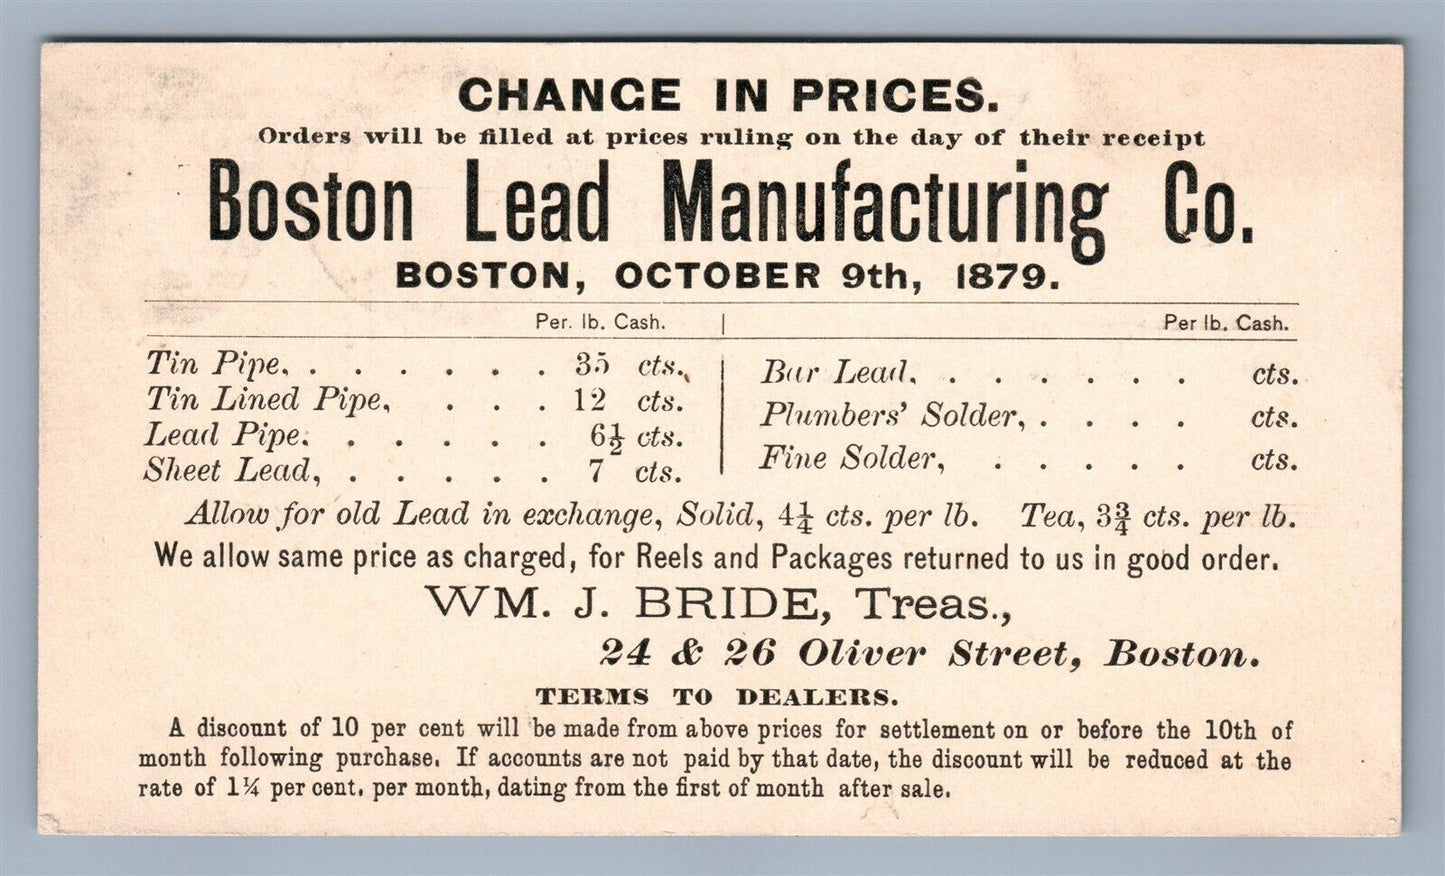 CHANGE IN PRICES.
Orders will be filled at prices ruling on the day of their receipt
Boston Lead Manufacturing Co.
BOSTON, OCTOBER 9th, 1879.
Per. lb. Cash. | Per lb. Cash.
Tin Pipe, . . . . . . . 35 cts.
Tin Lined Pipe, . . . 12 cts.
Lead Pipe. . . . . . 6½ cts.
Sheet Lead, . . . . . 7 cts.
Bar Lead, . . . . . . cts.
Plumbers' Solder, . . . . cts.
Fine Solder, . . . . . cts.
Allow for old Lead in exchange, Solid, 4¼ cts. per lb. Tea, 3¾ cts. per lb.
We allow same price as charged, for Reels and Packages returned to us in good order.
WM. J. BRIDE, Treas.,
24 & 26 Oliver Street, Boston.
TERMS TO DEALERS.
A discount of 10 per cent will be made from above prices for settlement on or before the 10th of
month following purchase. If accounts are not paid by that date, the discount will be reduced at the
rate of 1¼ per cent. per month, dating from the first of month after sale.